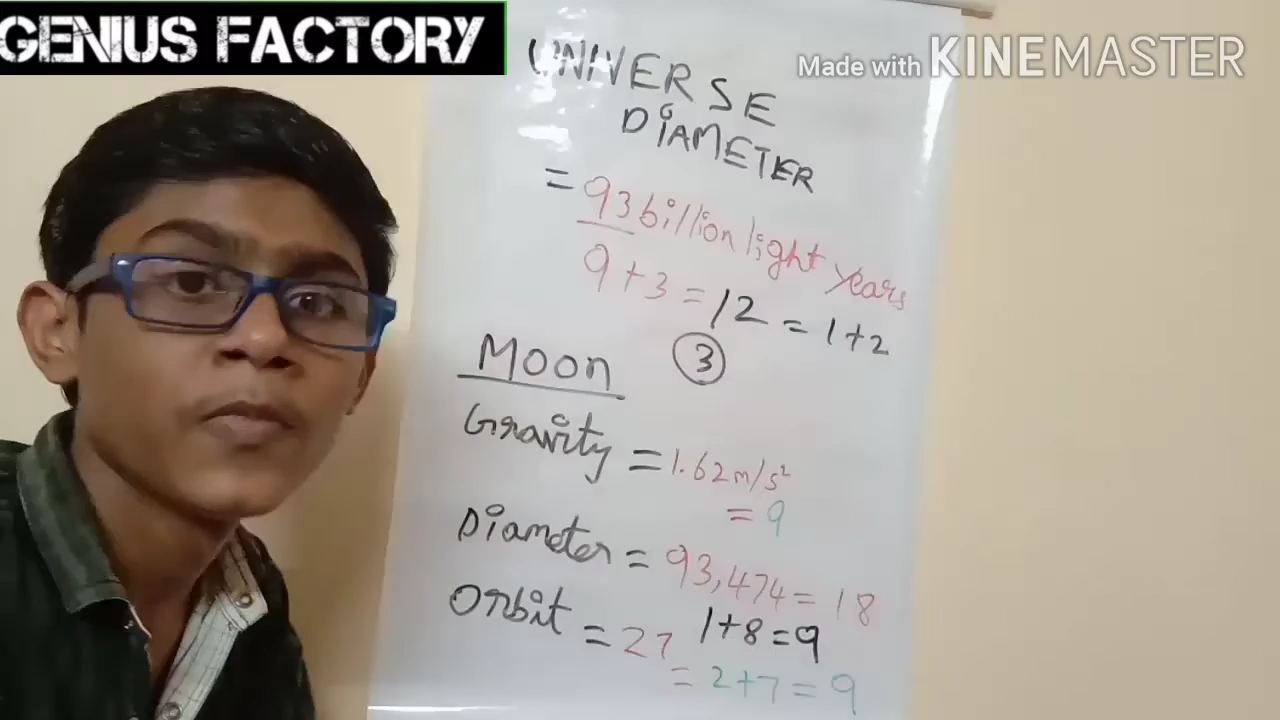 GENIUS FACTORY
Made with KINEMASTER
UNIVERSE
DIAMETER
= 93 billion light years
9 + 3 = 12 = 1+2
3
Moon
Gravity = 1.62 m/s²
= 9
Diameter = 93,474 = 18
1+8=9
Orbit = 27
= 2+7=9